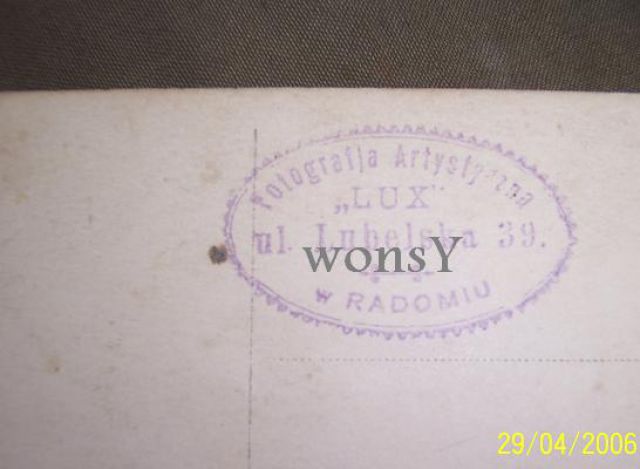 Fotografja Artystyczna
„LUX"
ul. Lubelska 39.
wonsY
w RADOMIU
29/04/2006